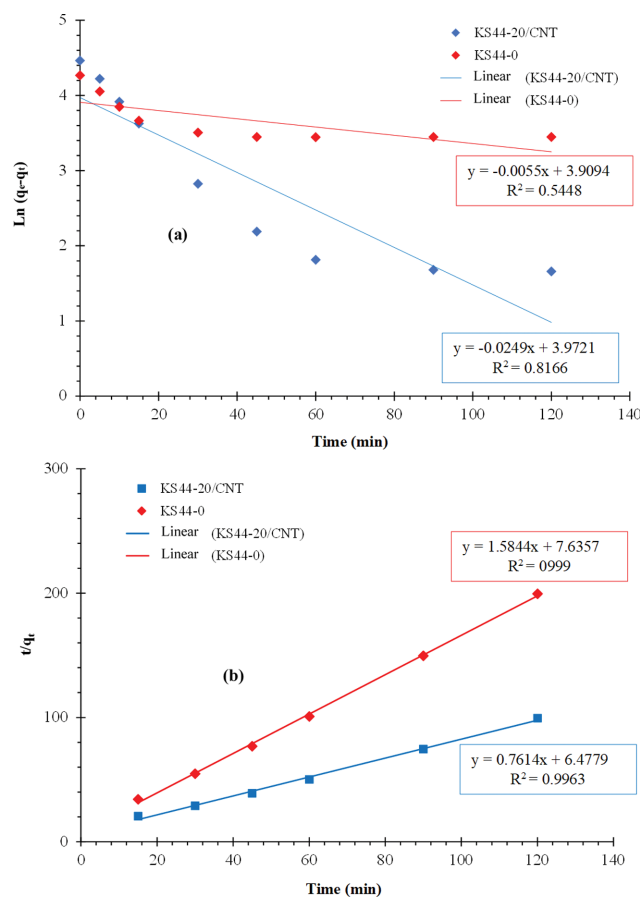 5
4
3
2
1
0
Ln (qe-qt)
KS44-20/CNT
KS44-0
Linear (KS44-20/CNT)
Linear (KS44-0)
y = -0.0055x + 3.9094
R² = 0.5448
(a)
y = -0.0249x + 3.9721
R² = 0.8166
0 20 40 60 80 100 120 140
Time (min)
300
200
100
0
t/qt
KS44-20/CNT
KS44-0
Linear (KS44-20/CNT)
Linear (KS44-0)
y = 1.5844x + 7.6357
R² = 0999
(b)
y = 0.7614x + 6.4779
R² = 0.9963
0 20 40 60 80 100 120 140
Time (min)